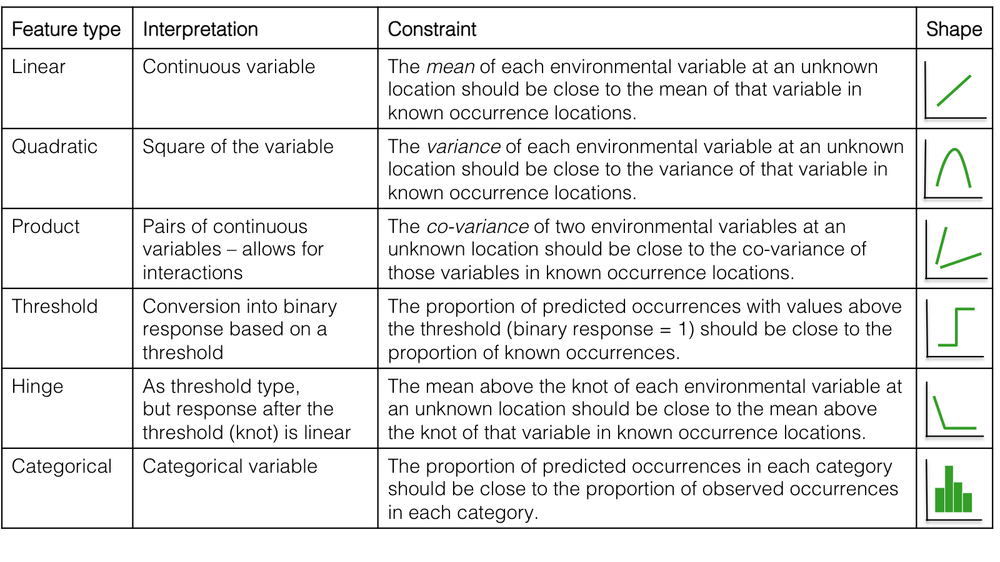 Feature type Interpretation Constraint Shape
Linear
Continuous variable
The mean of each environmental variable at an unknown
location should be close to the mean of that variable in
known occurrence locations.
Quadratic
Square of the variable
The variance of each environmental variable at an unknown
location should be close to the variance of that variable in
known occurrence locations.
Product
Pairs of continuous
variables – allows for
interactions
The co-variance of two environmental variables at an
unknown location should be close to the co-variance of
those variables in known occurrence locations.
Threshold
Conversion into binary
response based on a
threshold
The proportion of predicted occurrences with values above
the threshold (binary response = 1) should be close to the
proportion of known occurrences.
Hinge
As threshold type,
but response after the
threshold (knot) is linear
The mean above the knot of each environmental variable at
an unknown location should be close to the mean above
the knot of that variable in known occurrence locations.
Categorical
Categorical variable
The proportion of predicted occurrences in each category
should be close to the proportion of observed occurrences
in each category.